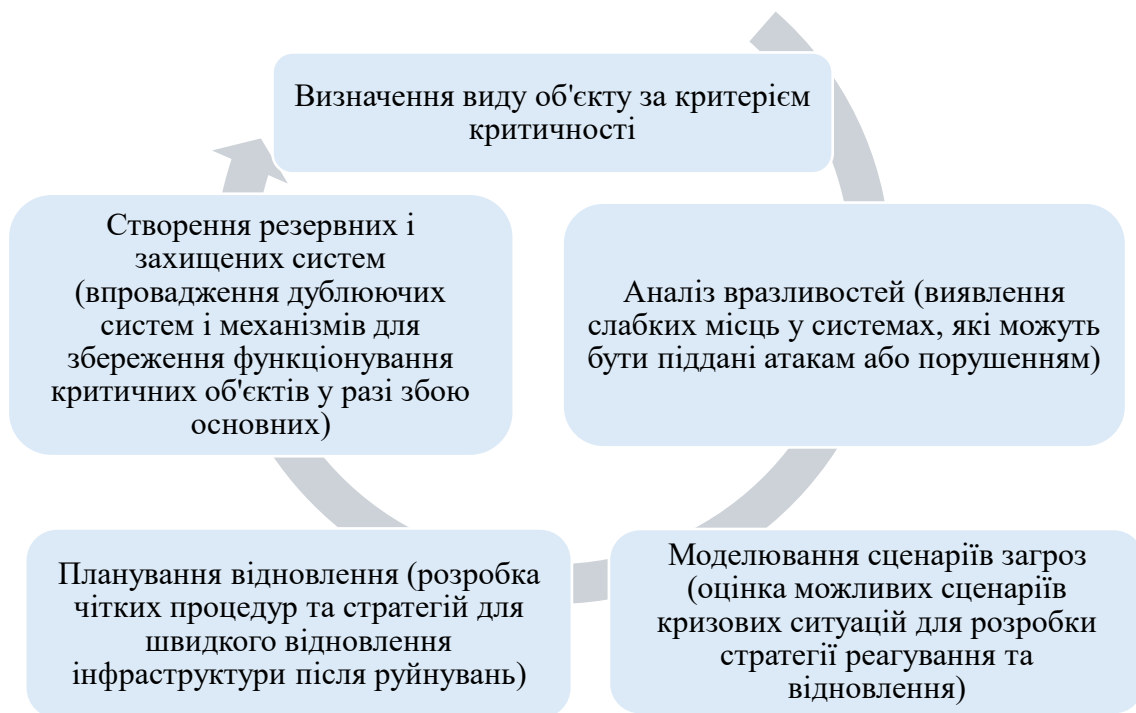 Визначення виду об'єкту за критерієм
критичності
Аналіз вразливостей (виявлення
слабких місць у системах, які можуть
бути піддані атакам або порушенням)
Моделювання сценаріїв загроз
(оцінка можливих сценаріїв
кризових ситуацій для розробки
стратегії реагування та
відновлення)
Планування відновлення (розробка
чітких процедур та стратегій для
швидкого відновлення
інфраструктури після руйнувань)
Створення резервних і
захищених систем
(впровадження дублюючих
систем і механізмів для
збереження функціонування
критичних об'єктів у разі збою
основних)